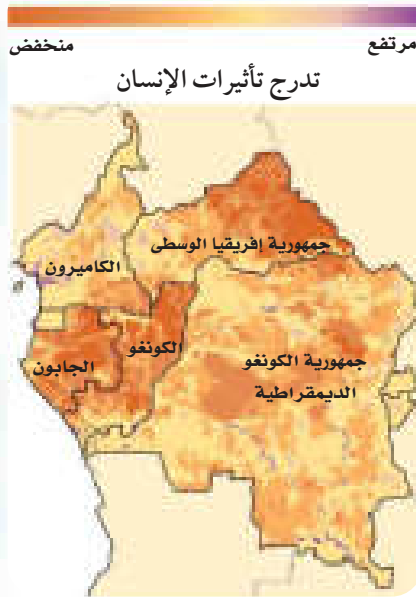 مرتفع منخفض
تدرج تأثيرات الإنسان
جمهورية إفريقيا الوسطى
الكاميرون
الكونغو
الجابون
جمهورية الكونغو
الديمقراطية